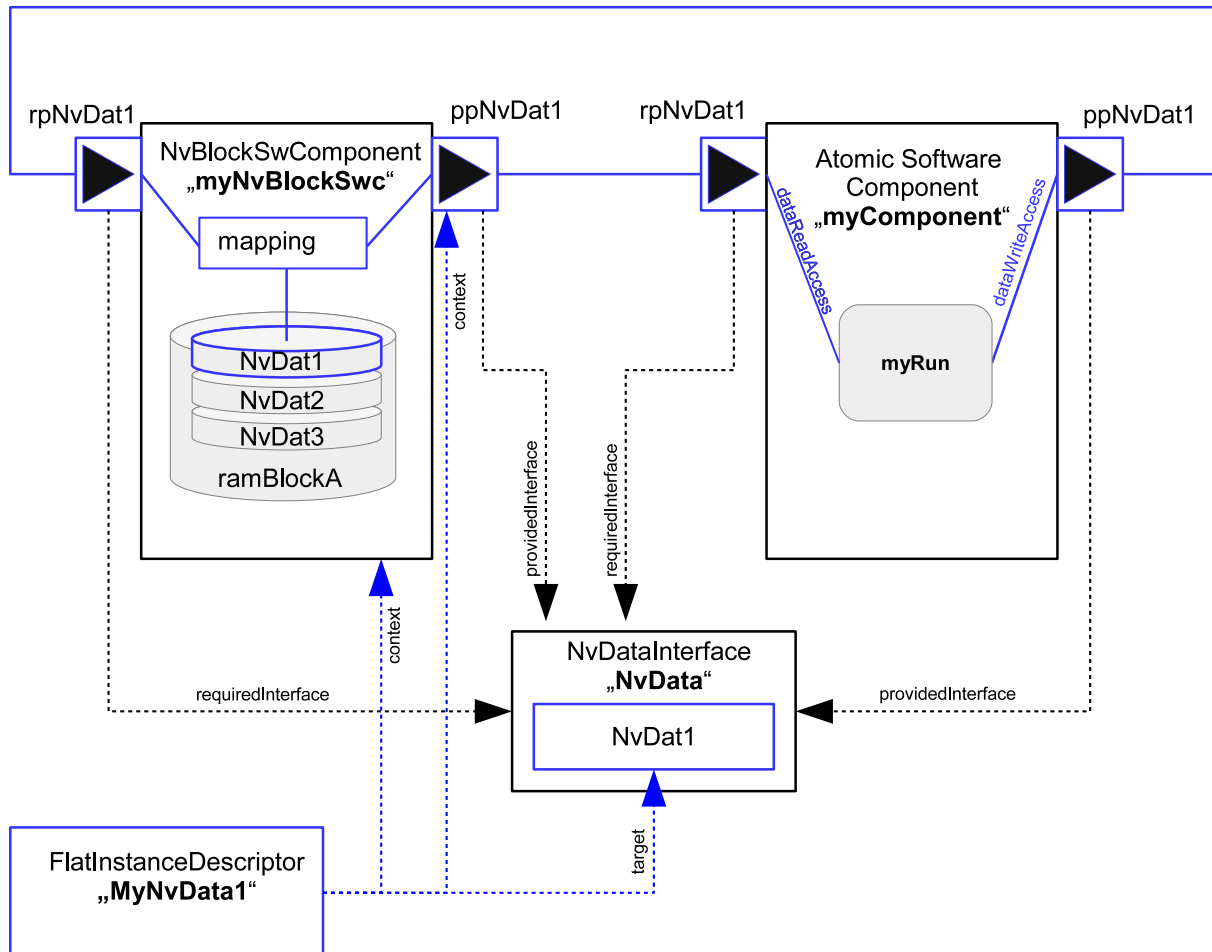 rpNvDat1
ppNvDat1
rpNvDat1
ppNvDat1
NvBlockSwComponent
„myNvBlockSwc“
mapping
NvDat1
NvDat2
NvDat3
ramBlockA
Atomic Software
Component
„myComponent“
dataReadAccess
dataWriteAccess
myRun
context
context
providedInterface
requiredInterface
requiredInterface
providedInterface
NvDataInterface
„NvData“
NvDat1
target
FlatInstanceDescriptor
„MyNvData1“